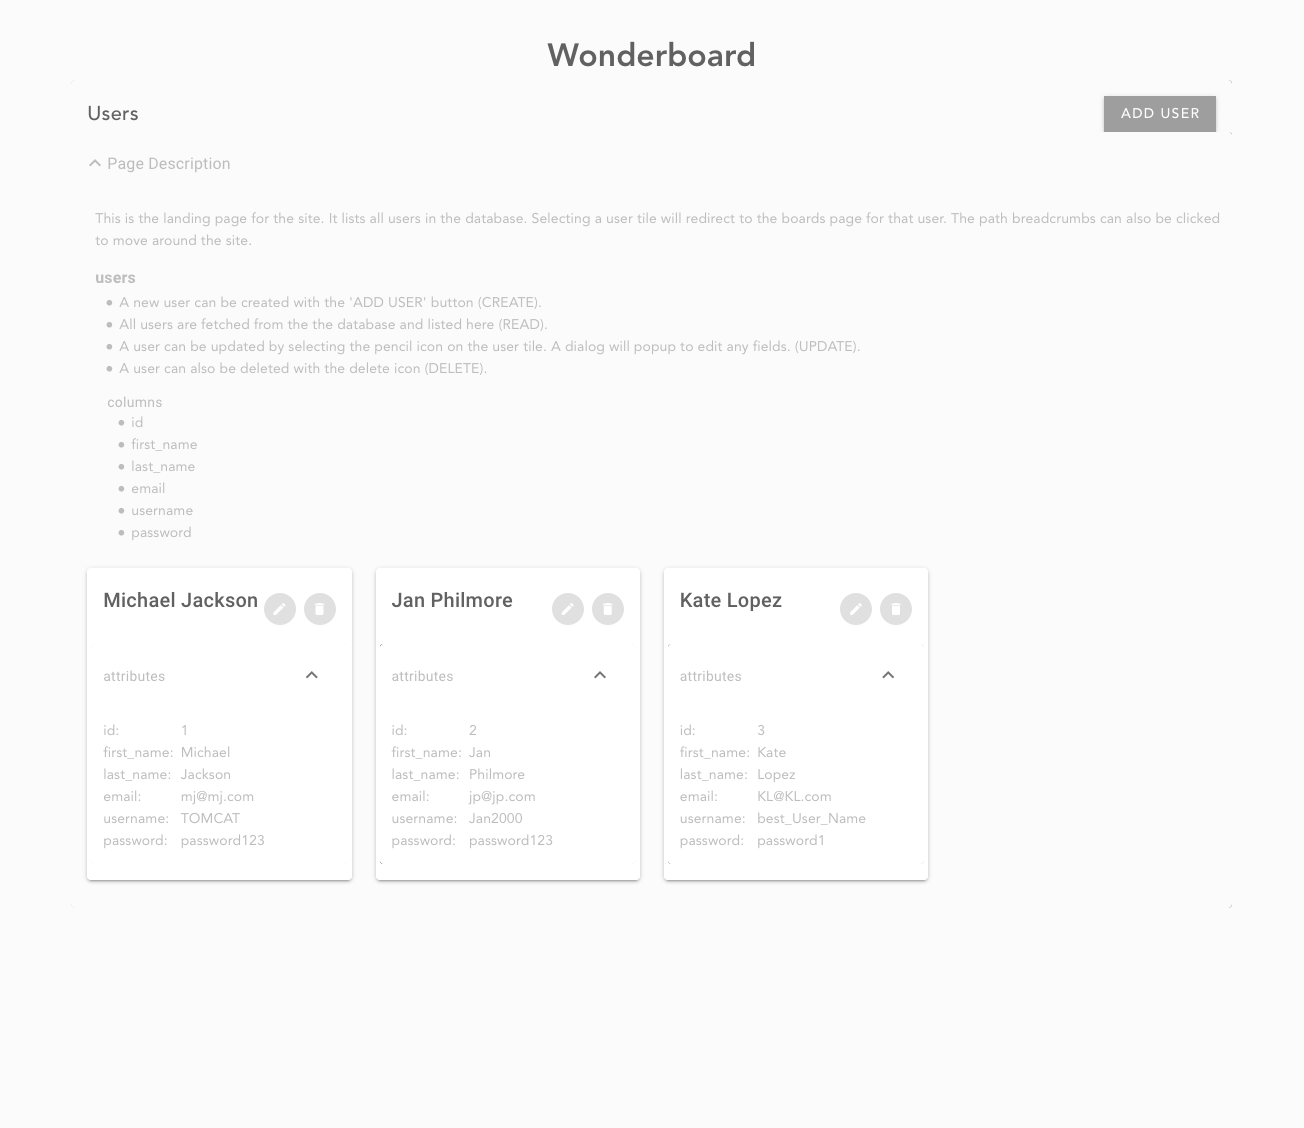 Wonderboard
Users
ADD USER
Page Description
This is the landing page for the site. It lists all users in the database. Selecting a user tile will redirect to the boards page for that user. The path breadcrumbs can also be clicked
to move around the site.
users
• A new user can be created with the 'ADD USER' button (CREATE).
• All users are fetched from the the database and listed here (READ).
• A user can be updated by selecting the pencil icon on the user tile. A dialog will popup to edit any fields. (UPDATE).
• A user can also be deleted with the delete icon (DELETE).
columns
• id
• first_name
• last_name
• email
• username
• password
Michael Jackson
attributes
id: 1
first_name: Michael
last_name: Jackson
email: mj@mj.com
username: TOMCAT
password: password123
Jan Philmore
attributes
id: 2
first_name: Jan
last_name: Philmore
email: jp@jp.com
username: Jan2000
password: password123
Kate Lopez
attributes
id: 3
first_name: Kate
last_name: Lopez
email: KL@KL.com
username: best_User_Name
password: password1